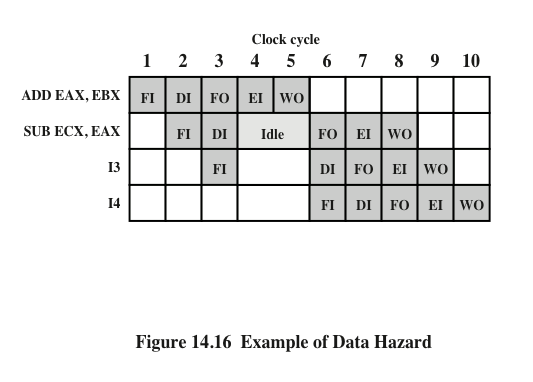 Clock cycle
1 2 3 4 5 6 7 8 9 10
ADD EAX, EBX FI DI FO EI WO
SUB ECX, EAX FI DI Idle FO EI WO
I3 FI DI FO EI WO
I4 FI DI FO EI WO
Figure 14.16 Example of Data Hazard